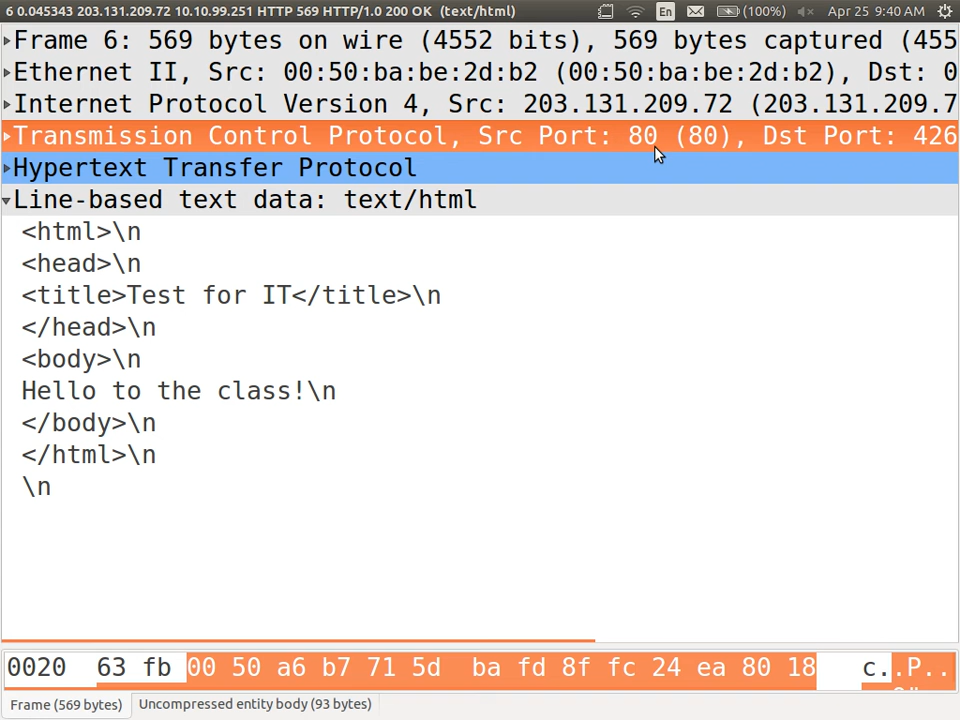 6 0.045343 203.131.209.72 10.10.99.251 HTTP 569 HTTP/1.0 200 OK (text/html) En (100%) Apr 25 9:40 AM
Frame 6: 569 bytes on wire (4552 bits), 569 bytes captured (455
Ethernet II, Src: 00:50:ba:be:2d:b2 (00:50:ba:be:2d:b2), Dst: 0
Internet Protocol Version 4, Src: 203.131.209.72 (203.131.209.7
Transmission Control Protocol, Src Port: 80 (80), Dst Port: 426
Hypertext Transfer Protocol
Line-based text data: text/html
<html>\n
<head>\n
<title>Test for IT</title>\n
</head>\n
<body>\n
Hello to the class!\n
</body>\n
</html>\n
\n
0020 63 fb 00 50 a6 b7 71 5d ba fd 8f fc 24 ea 80 18 c..P..
Frame (569 bytes) Uncompressed entity body (93 bytes)